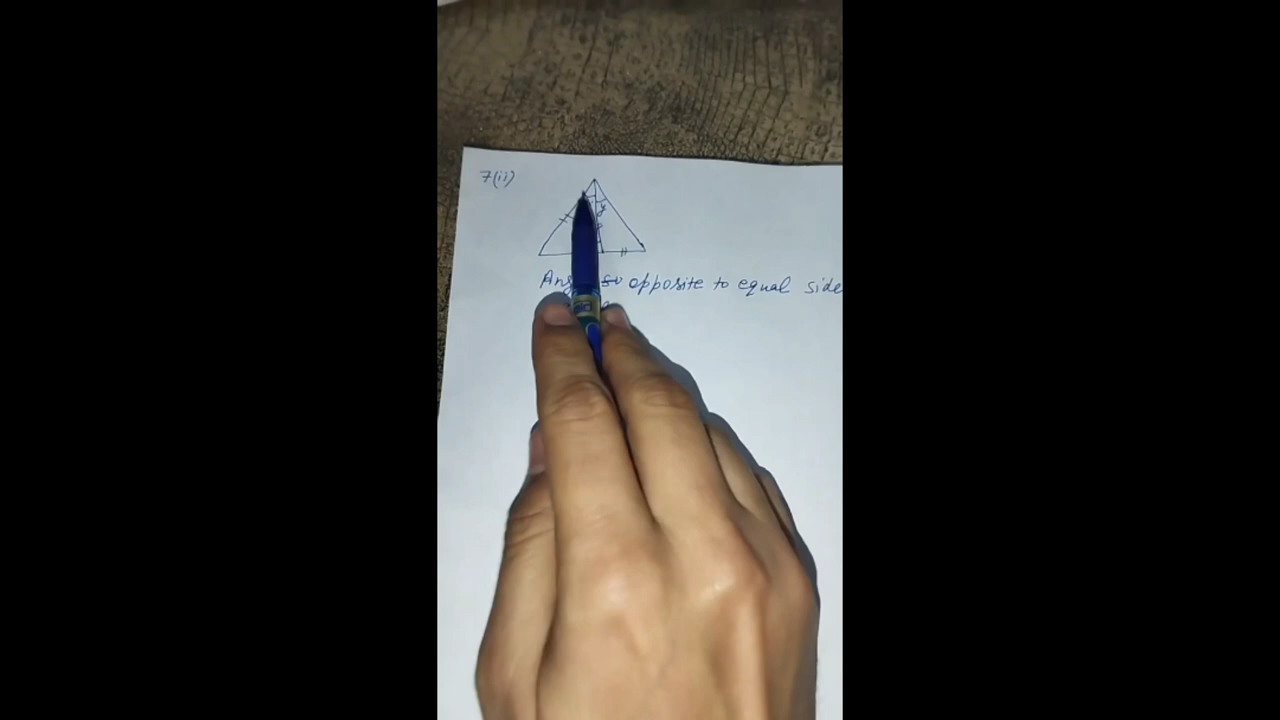 7(ii)
y
opposite to equal side